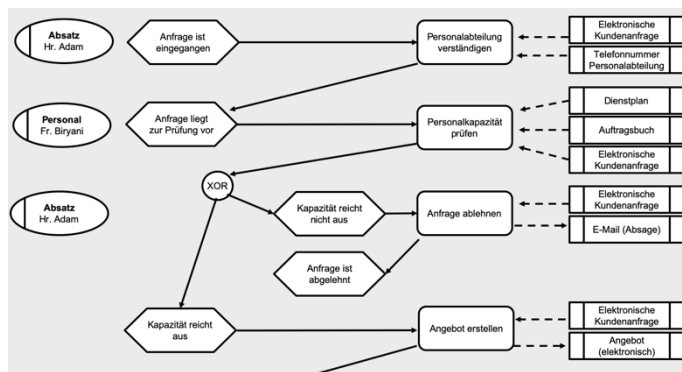 Absatz
Hr. Adam
Anfrage ist
eingegangen
Personalabteilung
verständigen
Elektronische
Kundenanfrage
Telefonnummer
Personalabteilung
Personal
Fr. Biryani
Anfrage liegt
zur Prüfung vor
Personalkapazität
prüfen
Dienstplan
Auftragsbuch
Elektronische
Kundenanfrage
XOR
Absatz
Hr. Adam
Kapazität reicht
nicht aus
Anfrage ablehnen
Elektronische
Kundenanfrage
E-Mail (Absage)
Anfrage ist
abgelehnt
Kapazität reicht
aus
Angebot erstellen
Elektronische
Kundenanfrage
Angebot
(elektronisch)